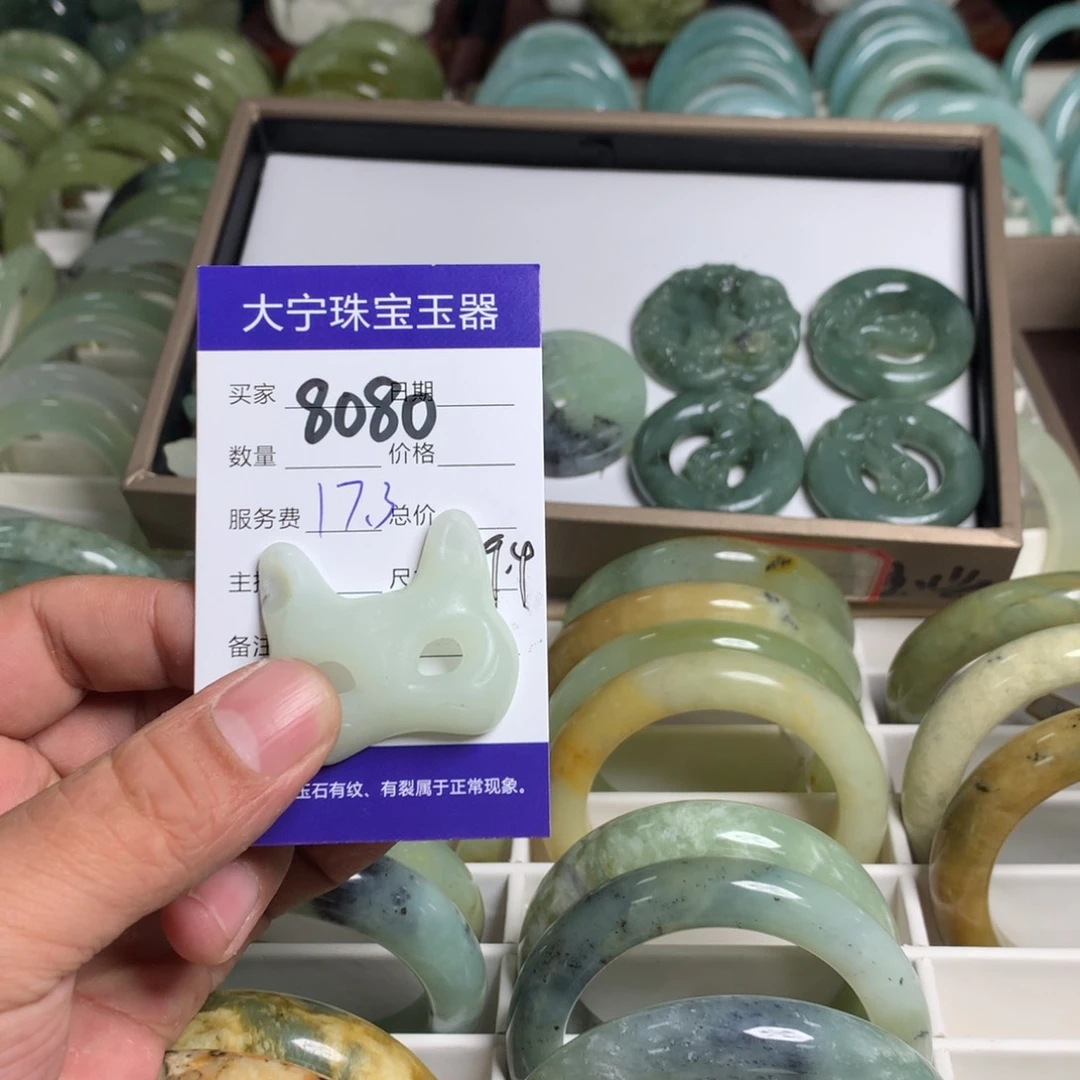 大宁珠宝玉器
买家 8080 日期
数量 价格
服务费 17.3 总价
备注
玉石有纹、有裂属于正常现象。